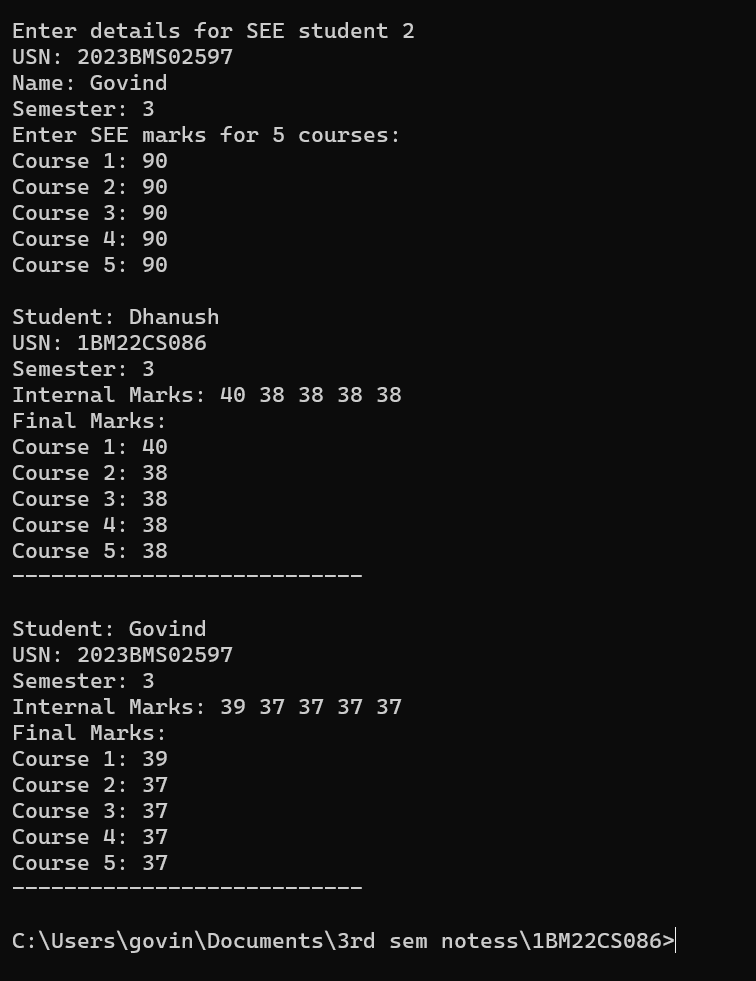 Enter details for SEE student 2
USN: 2023BMS02597
Name: Govind
Semester: 3
Enter SEE marks for 5 courses:
Course 1: 90
Course 2: 90
Course 3: 90
Course 4: 90
Course 5: 90
Student: Dhanush
USN: 1BM22CS086
Semester: 3
Internal Marks: 40 38 38 38 38
Final Marks:
Course 1: 40
Course 2: 38
Course 3: 38
Course 4: 38
Course 5: 38
---------------------------
Student: Govind
USN: 2023BMS02597
Semester: 3
Internal Marks: 39 37 37 37 37
Final Marks:
Course 1: 39
Course 2: 37
Course 3: 37
Course 4: 37
Course 5: 37
---------------------------
C:\Users\govin\Documents\3rd sem notess\1BM22CS086>